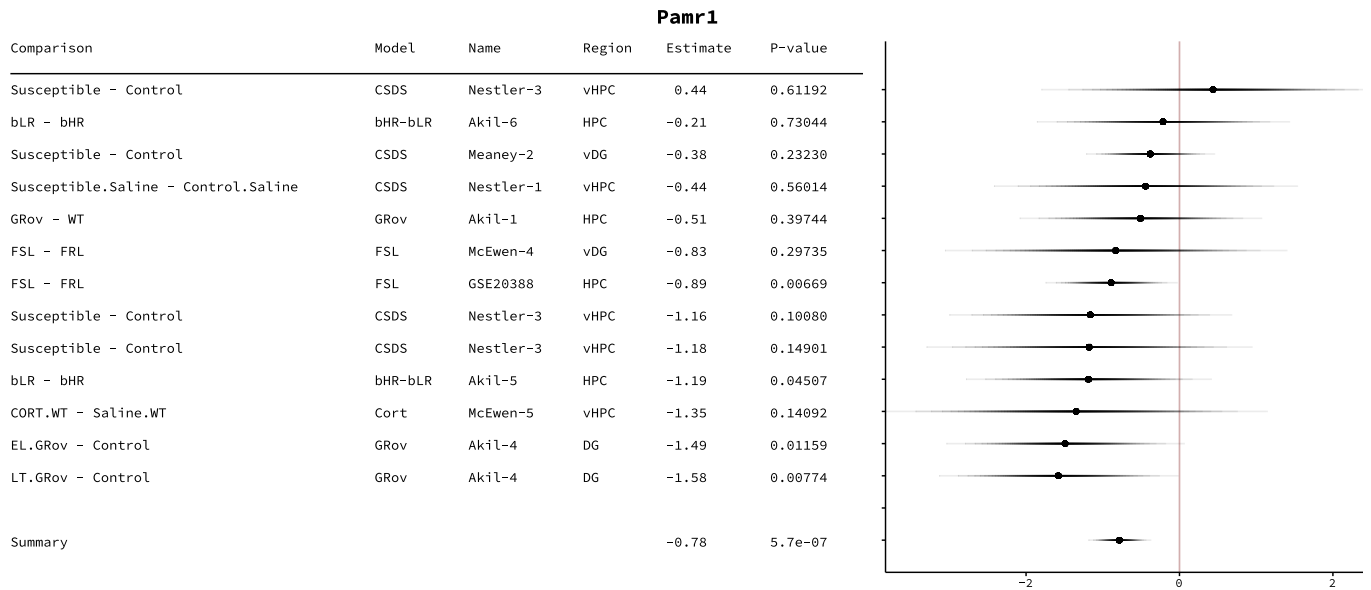 Pamr1
Comparison Model Name Region Estimate P-value
Susceptible - Control CSDS Nestler-3 vHPC 0.44 0.61192
bLR - bHR bHR-bLR Akil-6 HPC -0.21 0.73044
Susceptible - Control CSDS Meaney-2 vDG -0.38 0.23230
Susceptible.Saline - Control.Saline CSDS Nestler-1 vHPC -0.44 0.56014
GRov - WT GRov Akil-1 HPC -0.51 0.39744
FSL - FRL FSL McEwen-4 vDG -0.83 0.29735
FSL - FRL FSL GSE20388 HPC -0.89 0.00669
Susceptible - Control CSDS Nestler-3 vHPC -1.16 0.10080
Susceptible - Control CSDS Nestler-3 vHPC -1.18 0.14901
bLR - bHR bHR-bLR Akil-5 HPC -1.19 0.04507
CORT.WT - Saline.WT Cort McEwen-5 vHPC -1.35 0.14092
EL.GRov - Control GRov Akil-4 DG -1.49 0.01159
LT.GRov - Control GRov Akil-4 DG -1.58 0.00774
Summary -0.78 5.7e-07
-2 0 2